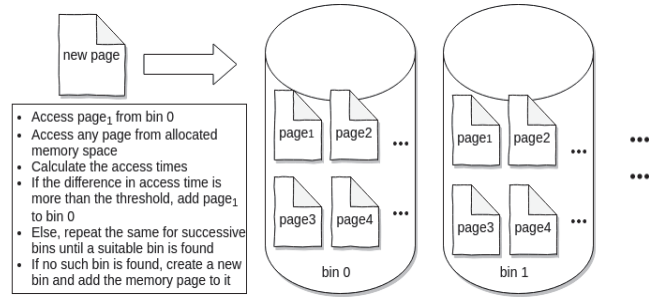 new page
• Access page₁ from bin 0
• Access any page from allocated
memory space
• Calculate the access times
• If the difference in access time is
more than the threshold, add page₁
to bin 0
• Else, repeat the same for successive
bins until a suitable bin is found
• If no such bin is found, create a new
bin and add the memory page to it
page₁ page2 ...
page3 page4 ...
bin 0
page₁ page2 ...
page3 page4 ...
bin 1
...
...